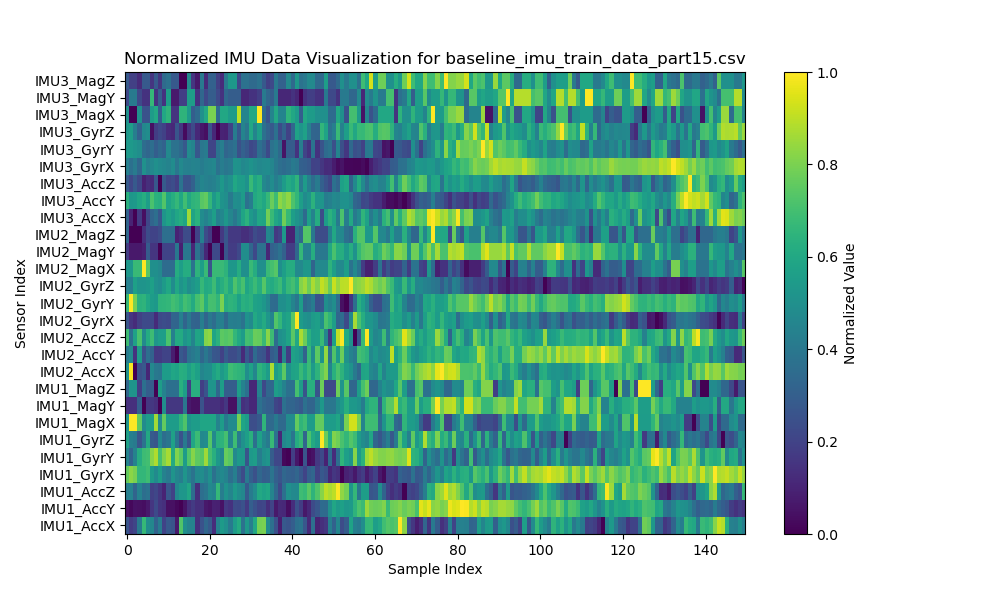 Normalized IMU Data Visualization for baseline_imu_train_data_part15.csv
IMU3_MagZ
IMU3_MagY
IMU3_MagX
IMU3_GyrZ
IMU3_GyrY
IMU3_GyrX
IMU3_AccZ
IMU3_AccY
IMU3_AccX
IMU2_MagZ
IMU2_MagY
IMU2_MagX
IMU2_GyrZ
IMU2_GyrY
IMU2_GyrX
IMU2_AccZ
IMU2_AccY
IMU2_AccX
IMU1_MagZ
IMU1_MagY
IMU1_MagX
IMU1_GyrZ
IMU1_GyrY
IMU1_GyrX
IMU1_AccZ
IMU1_AccY
IMU1_AccX
Sensor Index
0 20 40 60 80 100 120 140
Sample Index
1.0
0.8
0.6
0.4
0.2
0.0
Normalized Value